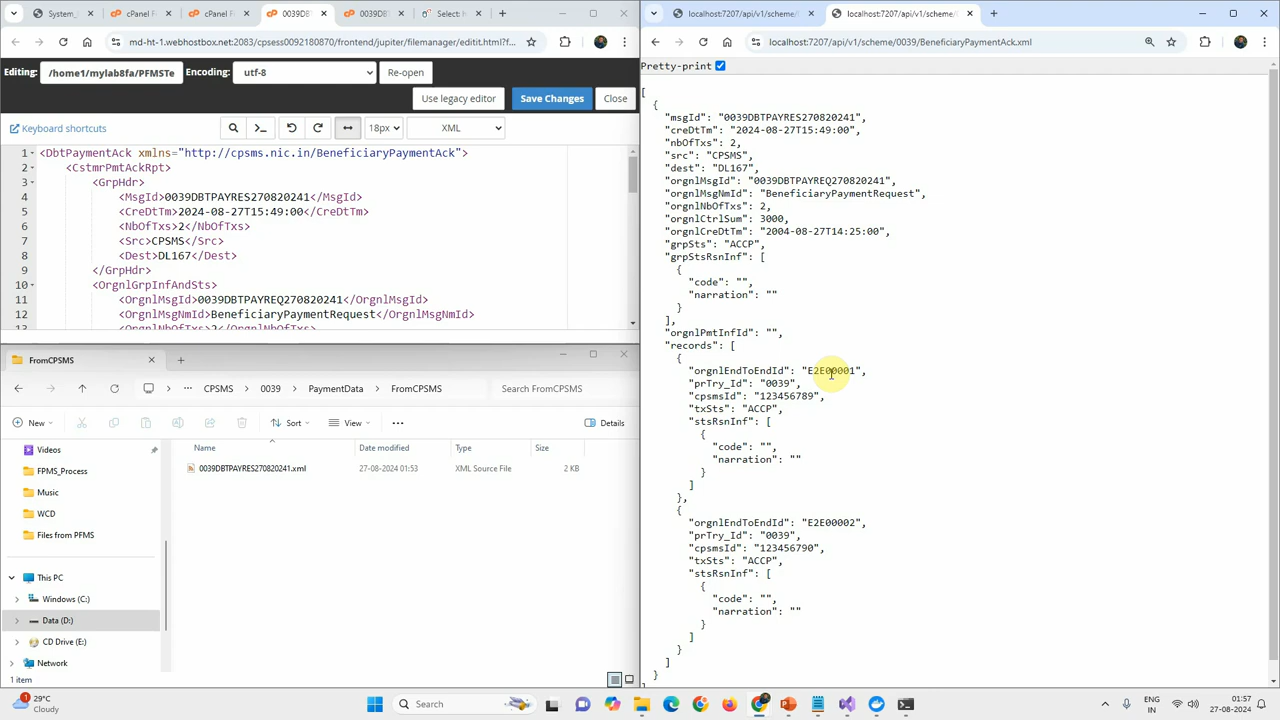 System_
cPanel F
cPanel F
0039DB
0039DB
Select: N
md-ht-1.webhostbox.net:2083/cpsess0092180870/frontend/jupiter/filemanager/editit.html?f...
Editing: /home1/mylab8fa/PFMSTe Encoding: utf-8 Re-open
Use legacy editor Save Changes Close
Keyboard shortcuts 18px XML
1 <DbtPaymentAck xmlns="http://cpsms.nic.in/BeneficiaryPaymentAck">
2 <CstmrPmtAckRpt>
3 <GrpHdr>
4 <MsgId>0039DBTPAYRES270820241</MsgId>
5 <CreDtTm>2024-08-27T15:49:00</CreDtTm>
6 <NbOfTxs>2</NbOfTxs>
7 <Src>CPSMS</Src>
8 <Dest>DL167</Dest>
9 </GrpHdr>
10 <OrgnlGrpInfAndSts>
11 <OrgnlMsgId>0039DBTPAYREQ270820241</OrgnlMsgId>
12 <OrgnlMsgNmId>BeneficiaryPaymentRequest</OrgnlMsgNmId>
13 <OrgnlNbOfTxs>2</OrgnlNbOfTxs>
FromCPSMS
CPSMS > 0039 > PaymentData > FromCPSMS Search FromCPSMS
New Sort View Details
Videos
FPMS_Process
Music
WCD
Files from PFMS
This PC
Windows (C:)
Data (D:)
CD Drive (E:)
Network
Name Date modified Type Size
0039DBTPAYRES270820241.xml 27-08-2024 01:53 XML Source File 2 KB
1 item
localhost:7207/api/v1/scheme/
localhost:7207/api/v1/scheme/0
localhost:7207/api/v1/scheme/0039/BeneficiaryPaymentAck.xml
Pretty-print
[
{
"msgId": "0039DBTPAYRES270820241",
"creDtTm": "2024-08-27T15:49:00",
"nbOfTxs": 2,
"src": "CPSMS",
"dest": "DL167",
"orgnlMsgId": "0039DBTPAYREQ270820241",
"orgnlMsgNmId": "BeneficiaryPaymentRequest",
"orgnlNbOfTxs": 2,
"orgnlCtrlSum": 3000,
"orgnlCreDtTm": "2004-08-27T14:25:00",
"grpSts": "ACCP",
"grpStsRsnInf": [
{
"code": "",
"narration": ""
}
],
"orgnlPmtInfId": "",
"records": [
{
"orgnlEndToEndId": "E2E00001",
"prTry_Id": "0039",
"cpsmsId": "123456789",
"txSts": "ACCP",
"stsRsnInf": [
{
"code": "",
"narration": ""
}
]
},
{
"orgnlEndToEndId": "E2E00002",
"prTry_Id": "0039",
"cpsmsId": "123456790",
"txSts": "ACCP",
"stsRsnInf": [
{
"code": "",
"narration": ""
}
]
}
]
}
1
29°C
Cloudy
Search
ENG
IN
01:57
27-08-2024